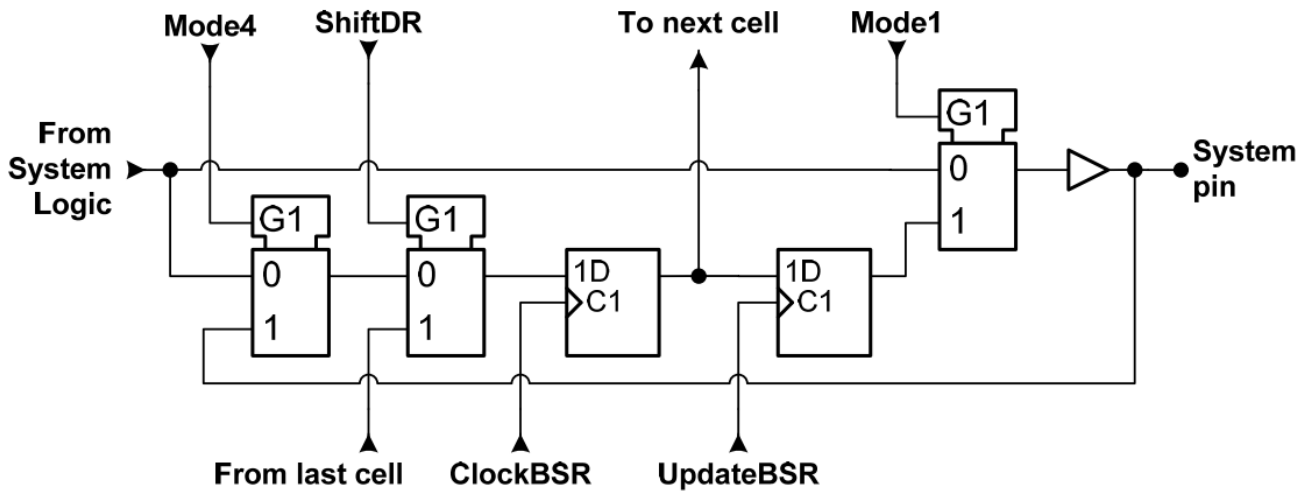 Mode4
ShiftDR
To next cell
Mode1
From
System
Logic
G1
0
1
System
pin
G1
0
1
G1
0
1
1D
C1
1D
C1
From last cell
ClockBSR
UpdateBSR